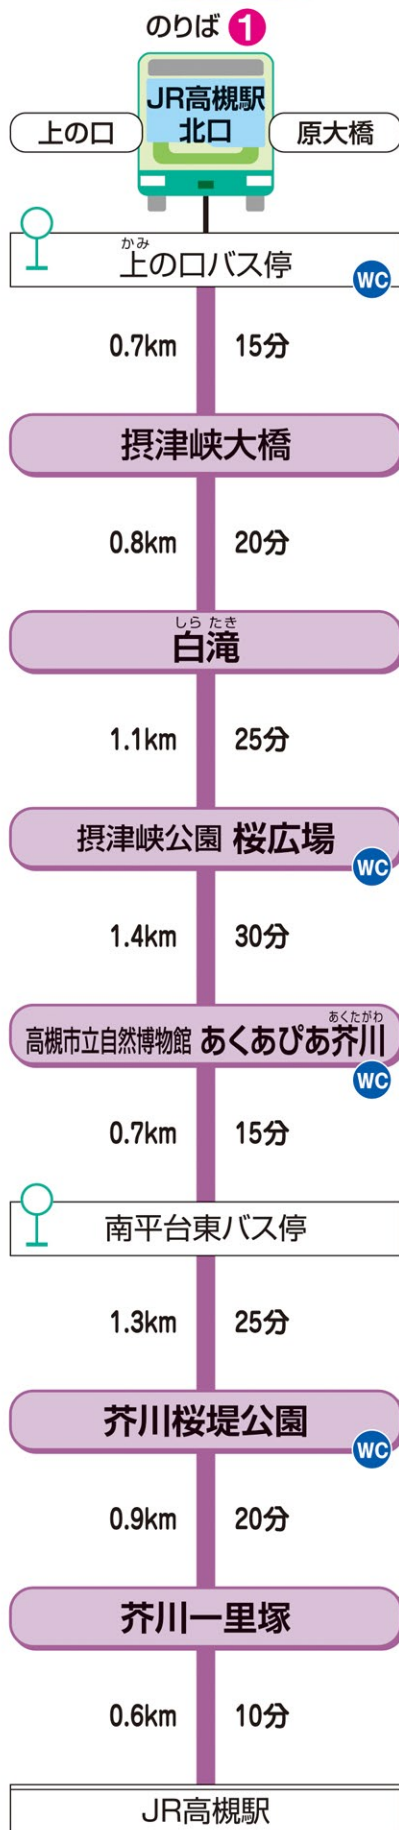 のりば 1
JR高槻駅
北口
上の口
原大橋
かみ
上の口バス停
WC
0.7km 15分
摂津峡大橋
0.8km 20分
しら たき
白滝
1.1km 25分
摂津峡公園 桜広場
WC
1.4km 30分
あくたがわ
高槻市立自然博物館 あくあぴあ芥川
WC
0.7km 15分
南平台東バス停
1.3km 25分
芥川桜堤公園
WC
0.9km 20分
芥川一里塚
0.6km 10分
JR高槻駅